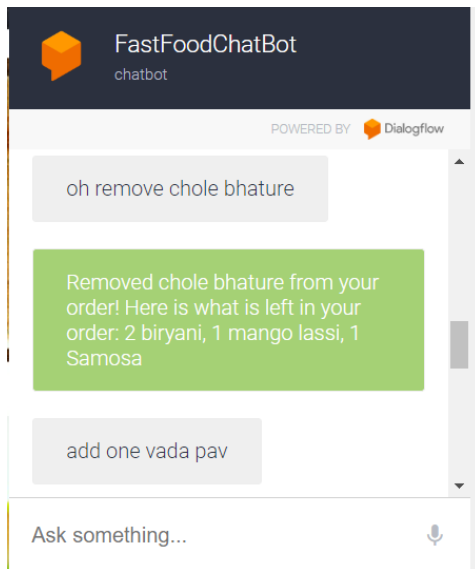 FastFoodChatBot
chatbot
POWERED BY Dialogflow
oh remove chole bhature
Removed chole bhature from your
order! Here is what is left in your
order: 2 biryani, 1 mango lassi, 1
Samosa
add one vada pav
Ask something...